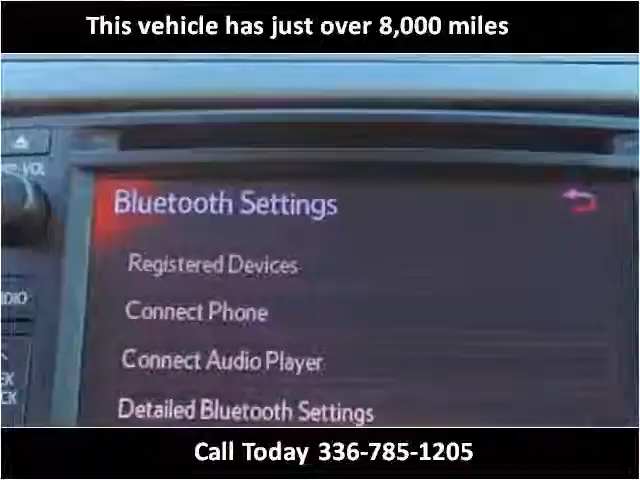 This vehicle has just over 8,000 miles
VOL
Bluetooth Settings
Registered Devices
Connect Phone
Connect Audio Player
Detailed Bluetooth Settings
Call Today 336-785-1205